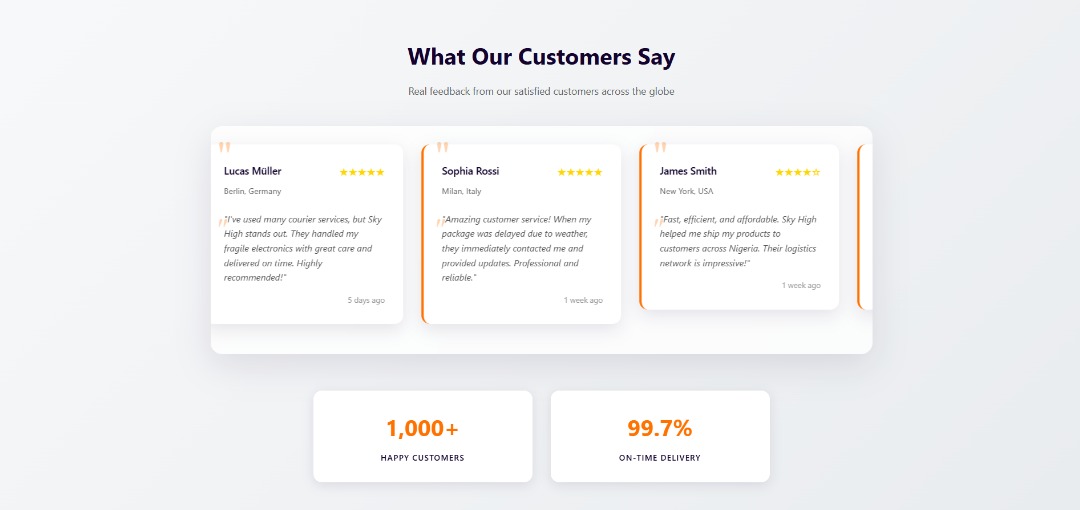 What Our Customers Say
Real feedback from our satisfied customers across the globe
"
Lucas Müller ★★★★★
Berlin, Germany
"
"I've used many courier services, but Sky
High stands out. They handled my
fragile electronics with great care and
delivered on time. Highly
recommended!"
5 days ago
"
Sophia Rossi ★★★★★
Milan, Italy
"
"Amazing customer service! When my
package was delayed due to weather,
they immediately contacted me and
provided updates. Professional and
reliable."
1 week ago
"
James Smith ★★★★☆
New York, USA
"
"Fast, efficient, and affordable. Sky High
helped me ship my products to
customers across Nigeria. Their logistics
network is impressive!"
1 week ago
1,000+
HAPPY CUSTOMERS
99.7%
ON-TIME DELIVERY